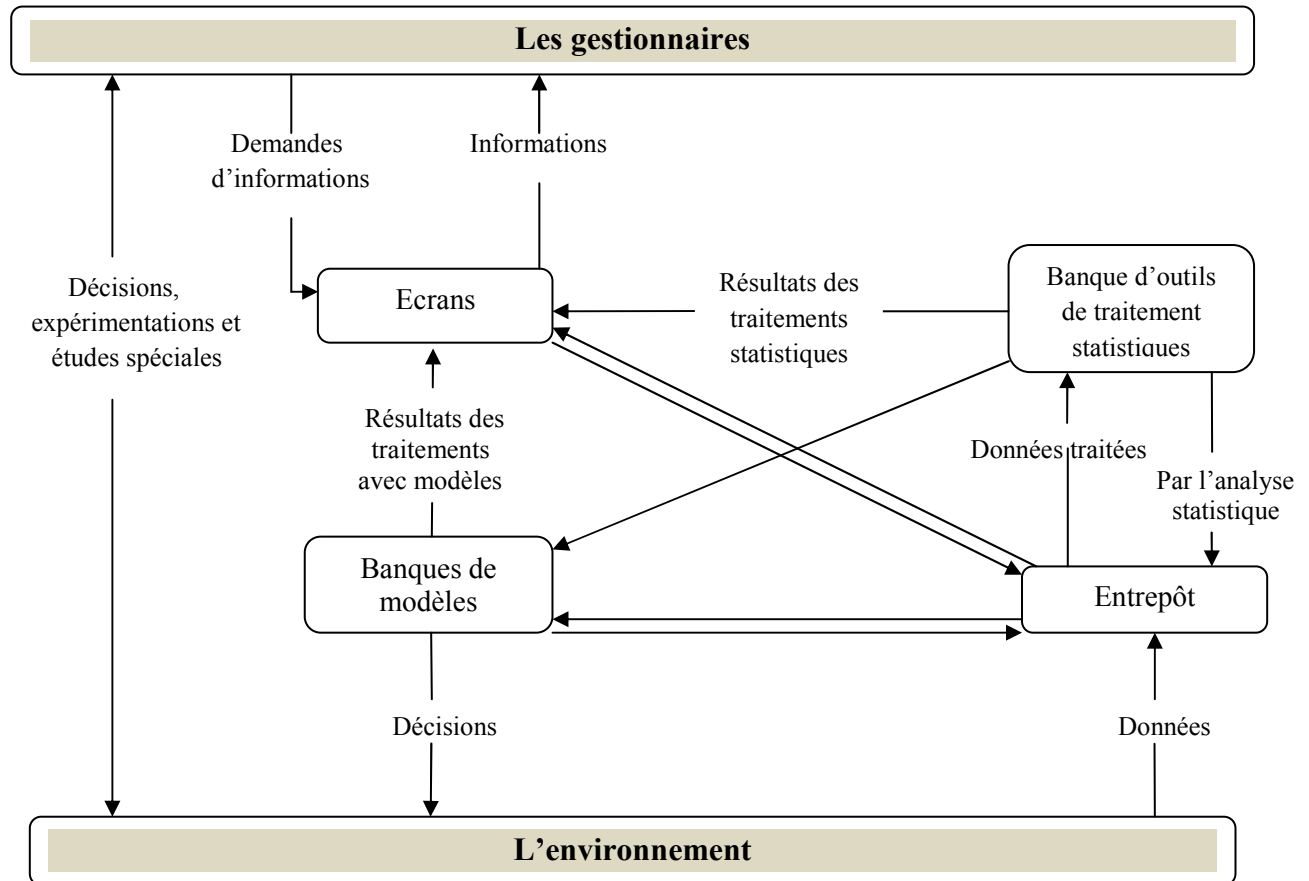 Les gestionnaires
Demandes
d’informations
Informations
Décisions,
expérimentations et
études spéciales
Ecrans
Résultats des
traitements
statistiques
Banque d’outils
de traitement
statistiques
Résultats des
traitements
avec modèles
Données traitées
Par l’analyse
statistique
Banques de
modèles
Entrepôt
Décisions
Données
L’environnement